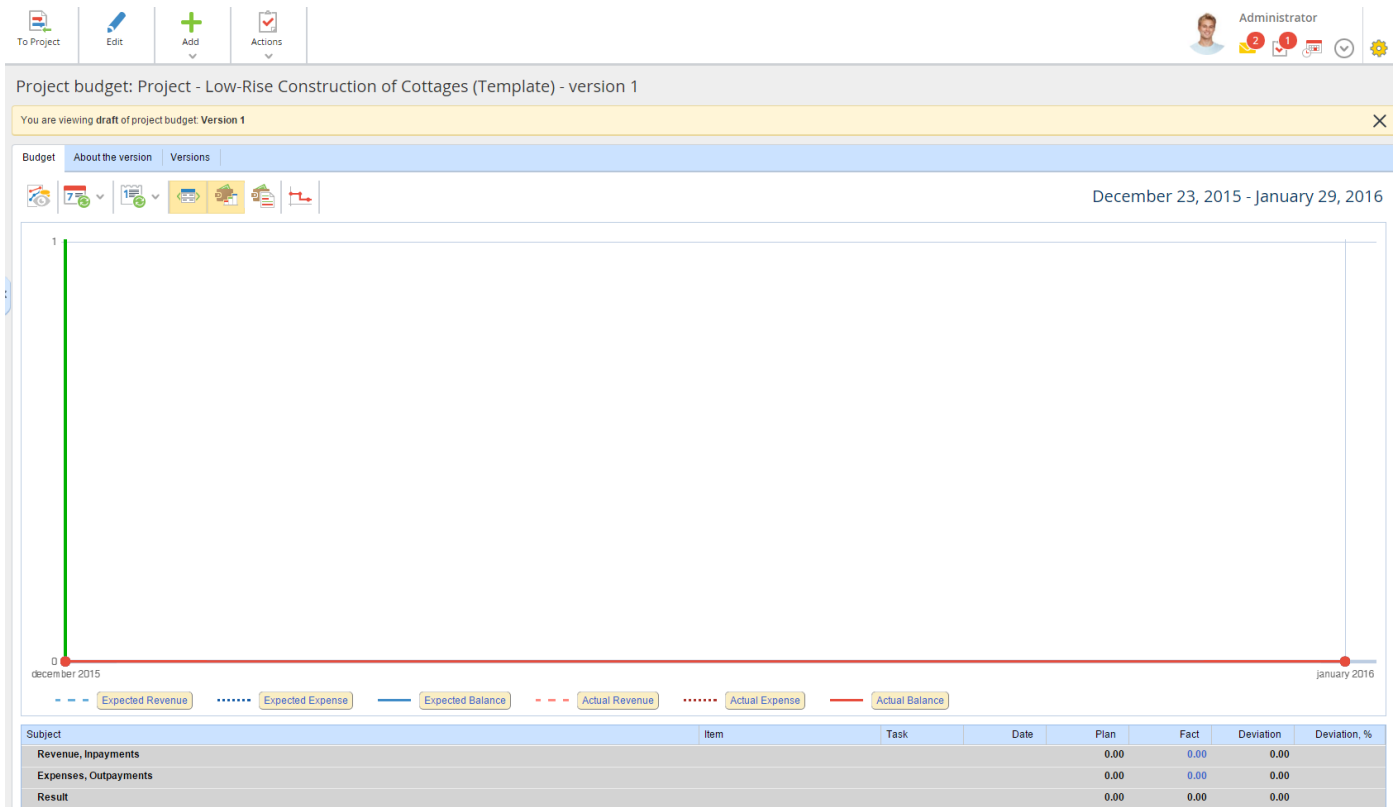 To Project Edit Add Actions
Administrator
2 1
Project budget: Project - Low-Rise Construction of Cottages (Template) - version 1
You are viewing draft of project budget: Version 1
Budget About the version Versions
7 1 December 23, 2015 - January 29, 2016
1
0
december 2015 january 2016
Expected Revenue Expected Expense Expected Balance Actual Revenue Actual Expense Actual Balance
Subject Item Task Date Plan Fact Deviation Deviation, %
Revenue, Inpayments 0.00 0.00 0.00
Expenses, Outpayments 0.00 0.00 0.00
Result 0.00 0.00 0.00